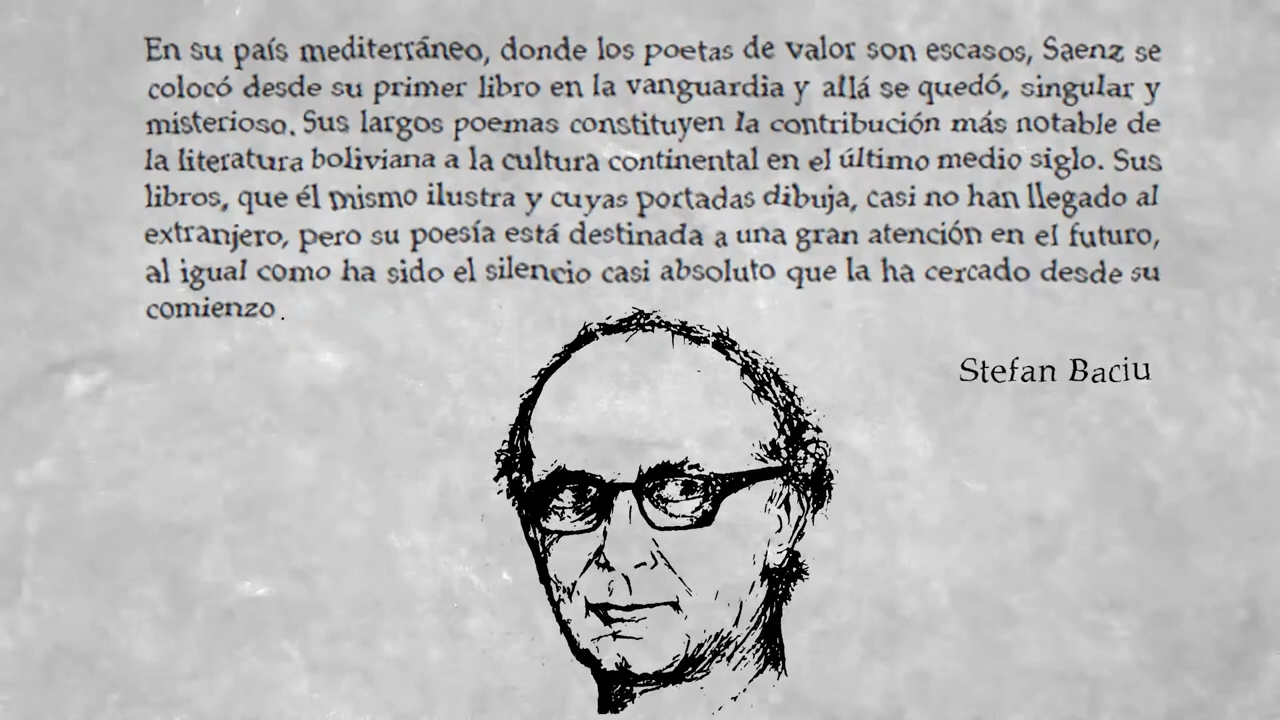 En su país mediterráneo, donde los poetas de valor son escasos, Saenz se
colocó desde su primer libro en la vanguardia y allá se quedó, singular y
misterioso. Sus largos poemas constituyen la contribución más notable de
la literatura boliviana a la cultura continental en el último medio siglo. Sus
libros, que él mismo ilustra y cuyas portadas dibuja, casi no han llegado al
extranjero, pero su poesía está destinada a una gran atención en el futuro,
al igual como ha sido el silencio casi absoluto que la ha cercado desde su
comienzo.
Stefan Baciu